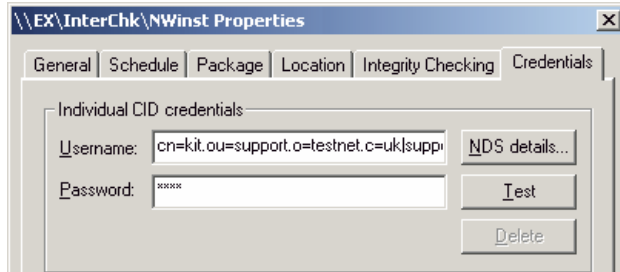 \\EX\InterChk\NWinst Properties
General Schedule Package Location Integrity Checking Credentials
Individual CID credentials
Username: cn=kit.ou=support.o=testnet.c=uk|supp NDS details...
Password: **** Test
Delete